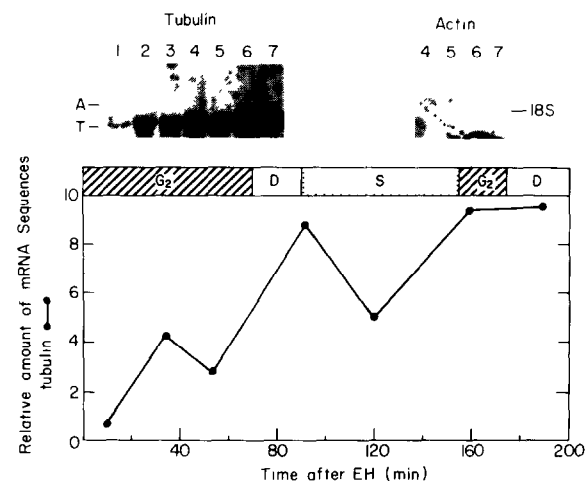 Tubulin
1 2 3 4 5 6 7
Actin
4 5 6 7
A –
T –
– 18S
G₂ D S G₂ D
Relative amount of mRNA Sequences
tubulin
10
8
6
4
2
0
40 80 120 160 200
Time after EH (min)